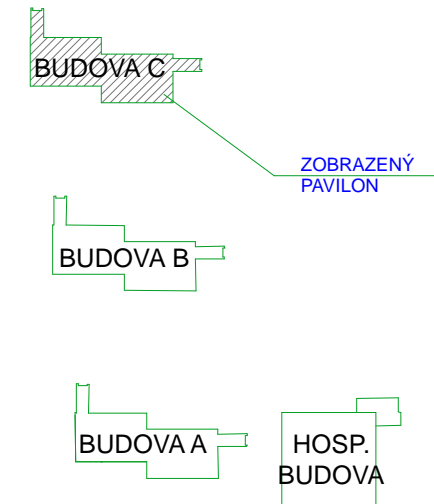 BUDOVA C
ZOBRAZENÝ
PAVILON
BUDOVA B
BUDOVA A
HOSP.
BUDOVA